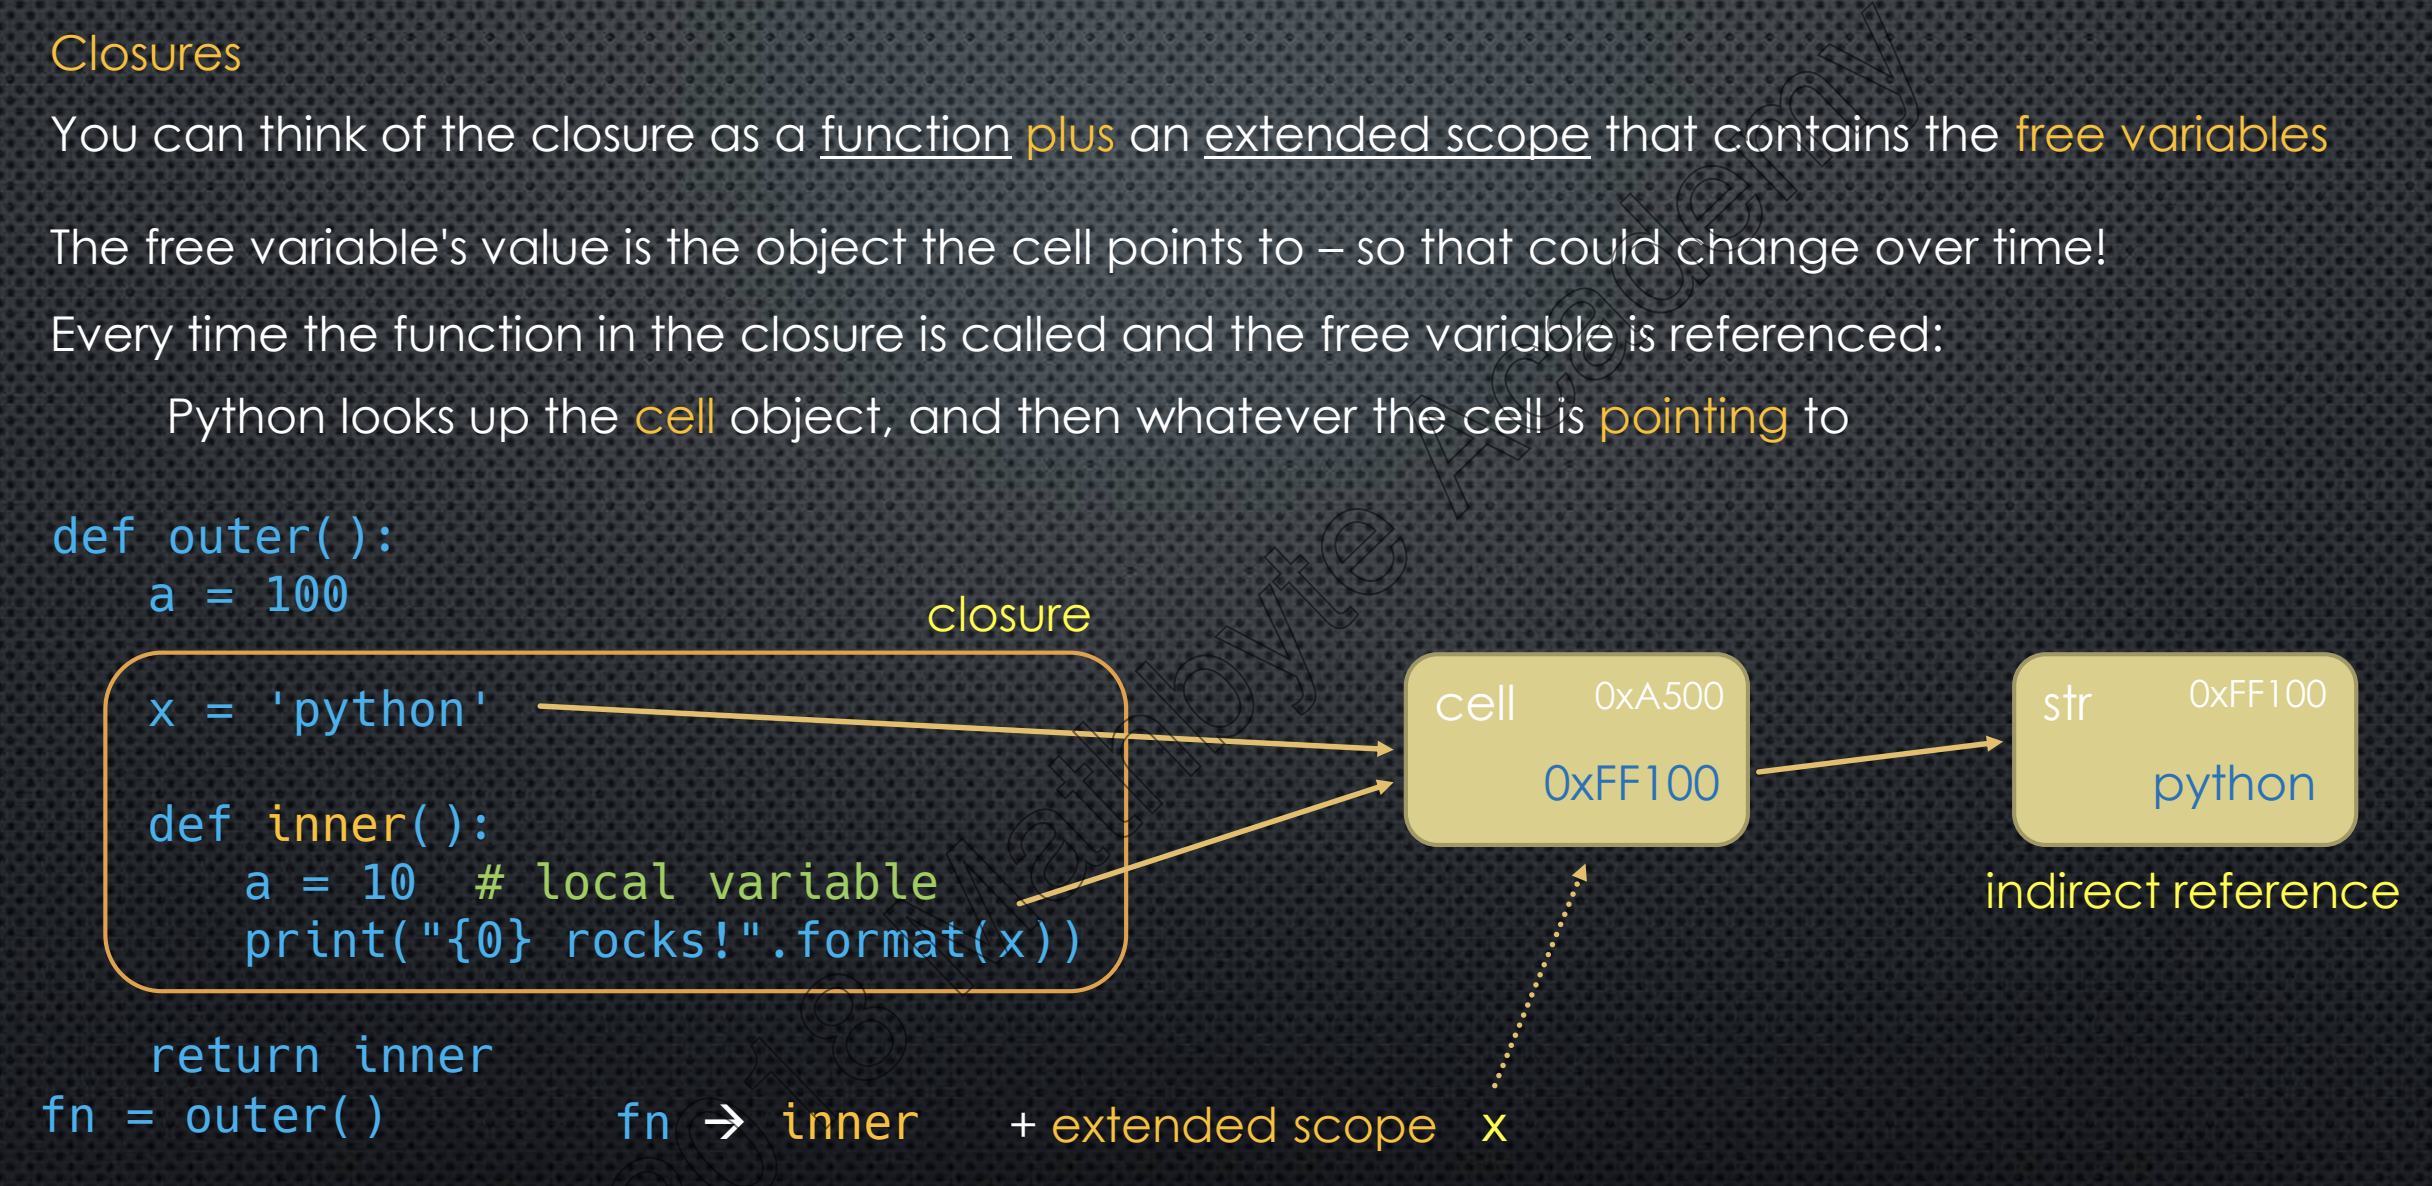 Closures
You can think of the closure as a function plus an extended scope that contains the free variables
The free variable's value is the object the cell points to – so that could change over time!
Every time the function in the closure is called and the free variable is referenced:
Python looks up the cell object, and then whatever the cell is pointing to
def outer():
a = 100
closure
x = 'python'
def inner():
a = 10 # local variable
print("{0} rocks!".format(x))
return inner
fn = outer()
cell 0xA500
0xFF100
str 0xFF100
python
indirect reference
fn → inner + extended scope x
Mathbyte Academy